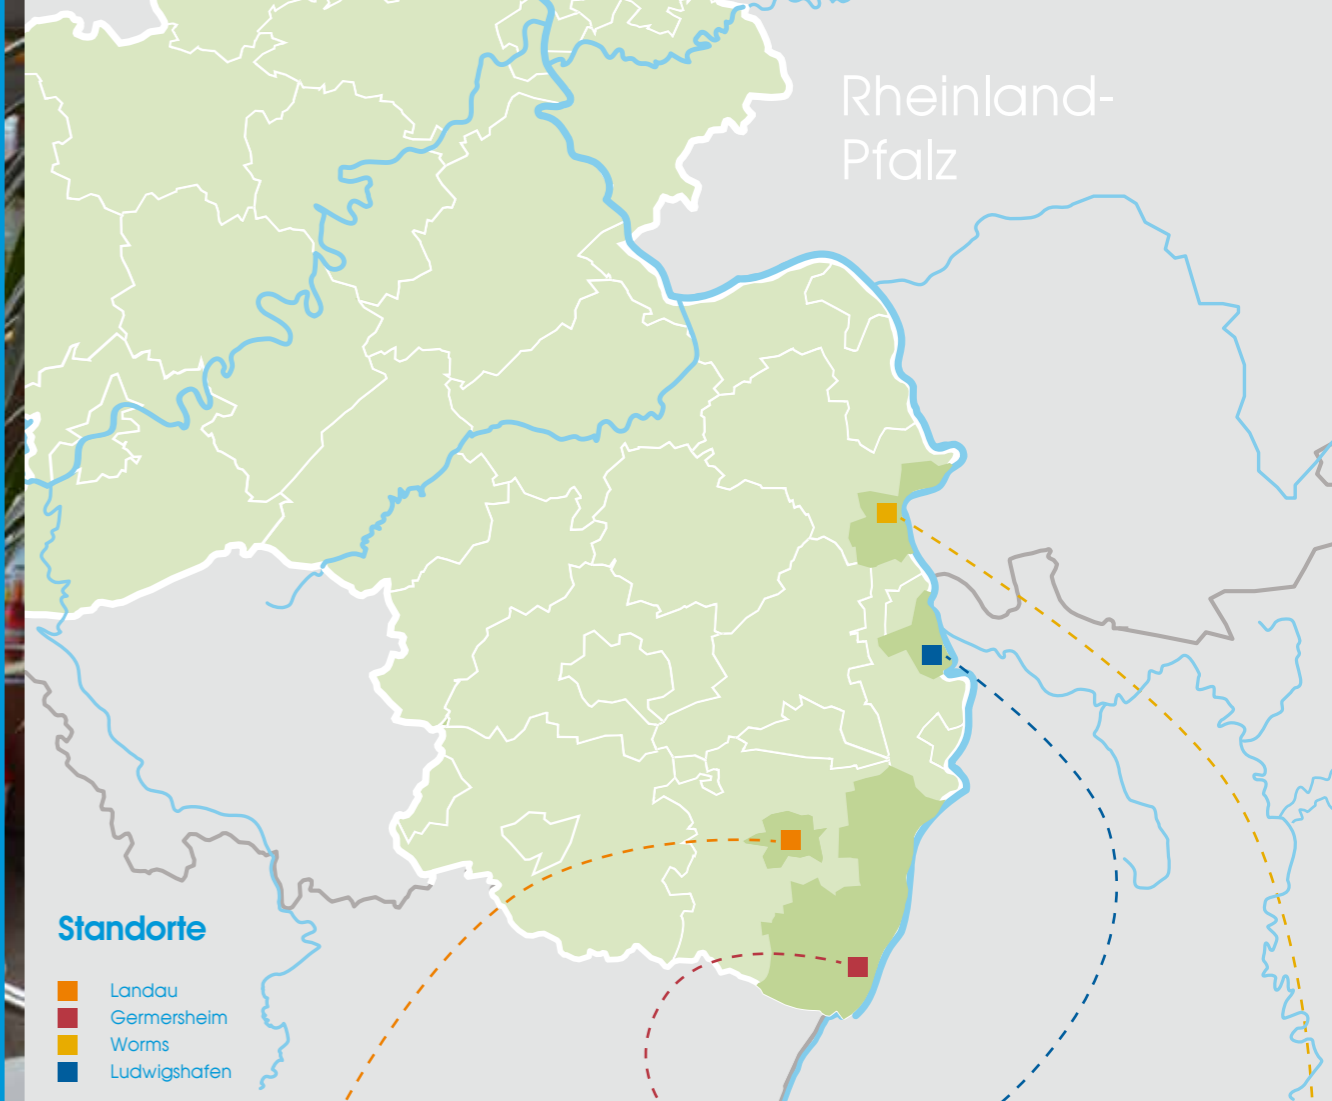 Rheinland-
Pfalz
Standorte
Landau
Germersheim
Worms
Ludwigshafen